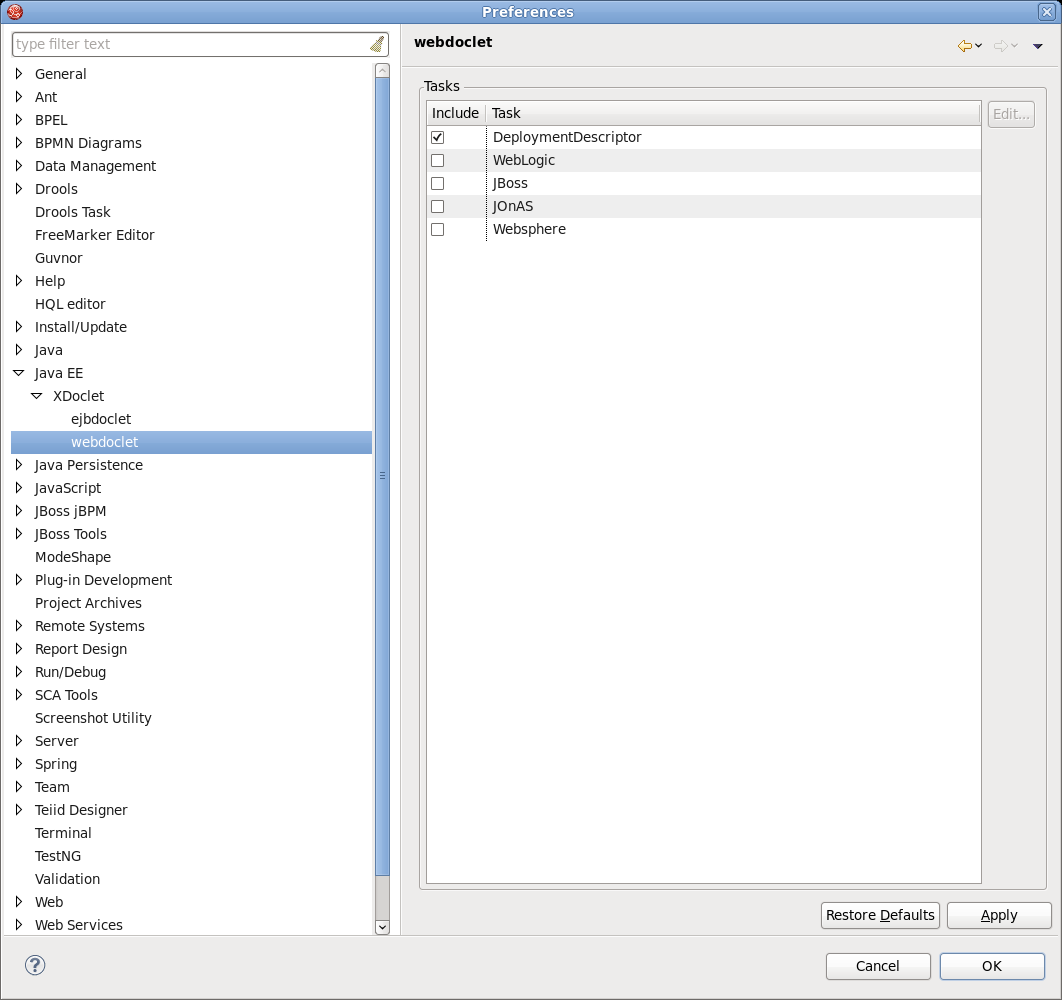 Preferences
type filter text
General
Ant
BPEL
BPMN Diagrams
Data Management
Drools
Drools Task
FreeMarker Editor
Guvnor
Help
HQL editor
Install/Update
Java
Java EE
XDoclet
ejbdoclet
webdoclet
Java Persistence
JavaScript
JBoss jBPM
JBoss Tools
ModeShape
Plug-in Development
Project Archives
Remote Systems
Report Design
Run/Debug
SCA Tools
Screenshot Utility
Server
Spring
Team
Teiid Designer
Terminal
TestNG
Validation
Web
Web Services
webdoclet
Tasks
Include Task
DeploymentDescriptor
WebLogic
JBoss
JOnAS
Websphere
Edit...
Restore Defaults Apply
Cancel OK